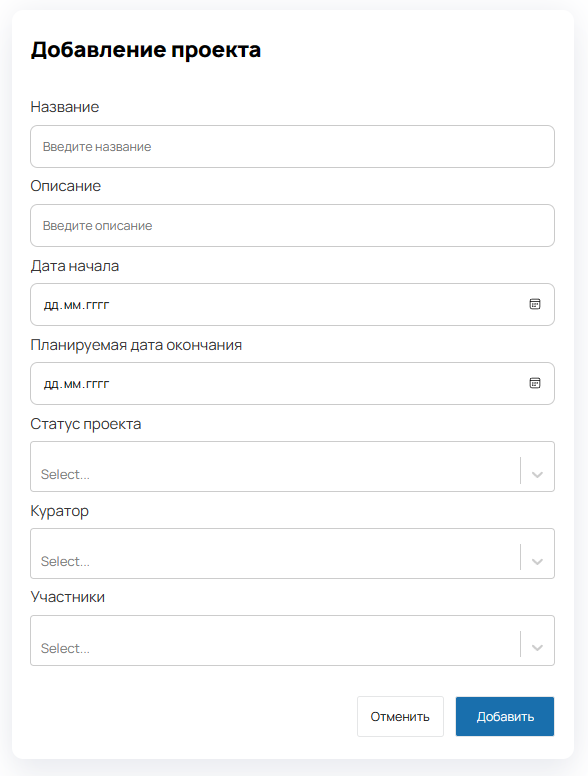 Добавление проекта
Название
Введите название
Описание
Введите описание
Дата начала
дд.мм.гггг
Планируемая дата окончания
дд.мм.гггг
Статус проекта
Select...
Куратор
Select...
Участники
Select...
Отменить Добавить